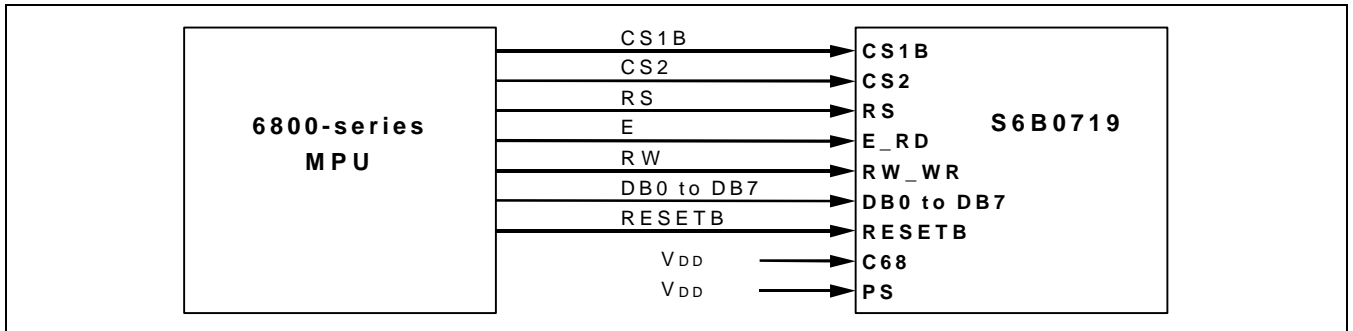 6800-series
MPU
CS1B
CS2
RS
E
RW
DB0 to DB7
RESETB
VDD
VDD
CS1B
CS2
RS
E_RD
RW_WR
DB0 to DB7
RESETB
C68
PS
S6B0719